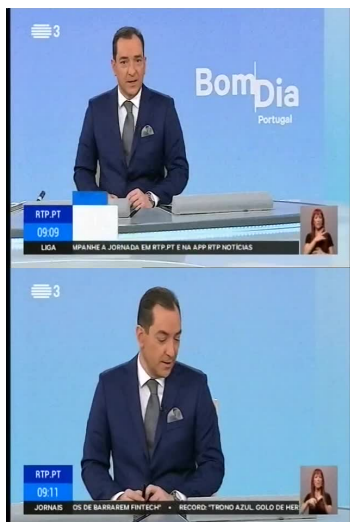 3
Bom Dia
Portugal
RTP.PT
09:09
LIGA MPANHE A JORNADA EM RTP.PT E NA APP RTP NOTÍCIAS
3
RTP.PT
09:11
JORNAIS OS DE BARRAREM FINTECH" • RECORD: "TRONO AZUL. GOLO DE HER